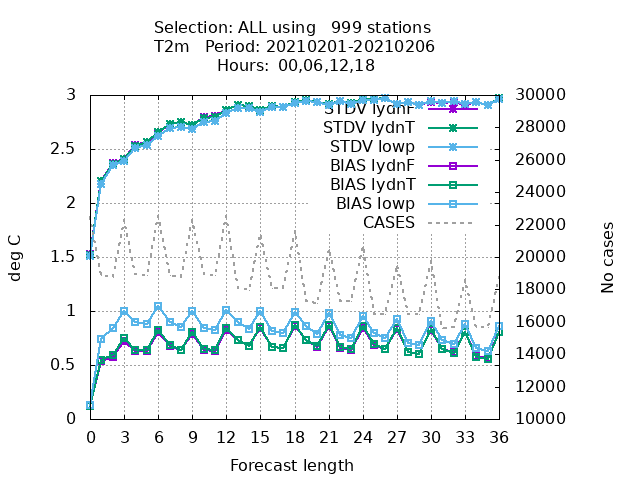 Selection: ALL using   999 stations
T2m   Period: 20210201-20210206
Hours:  00,06,12,18
3
2.5
2
1.5
1
0.5
0
30000
28000
26000
24000
22000
20000
18000
16000
14000
12000
10000
deg C
No cases
STDV lydnF
STDV lydnT
STDV lowp
BIAS lydnF
BIAS lydnT
BIAS lowp
CASES
0 3 6 9 12 15 18 21 24 27 30 33 36
Forecast length